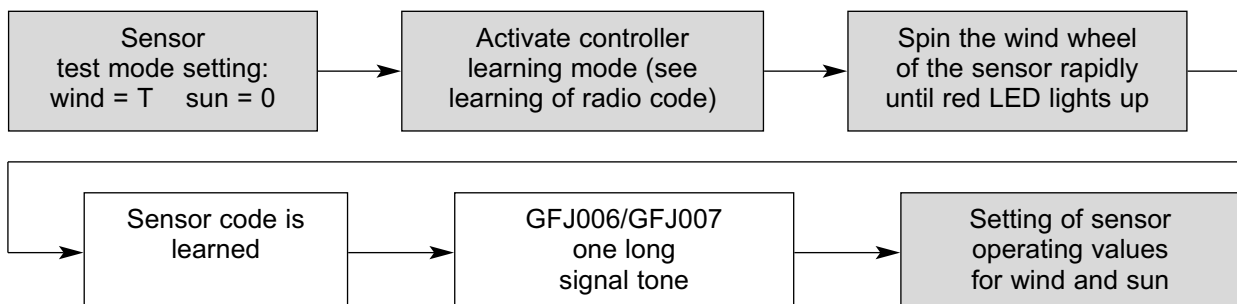 Sensor
test mode setting:
wind = T sun = 0
Activate controller
learning mode (see
learning of radio code)
Spin the wind wheel
of the sensor rapidly
until red LED lights up
Sensor code is
learned
GFJ006/GFJ007
one long
signal tone
Setting of sensor
operating values
for wind and sun